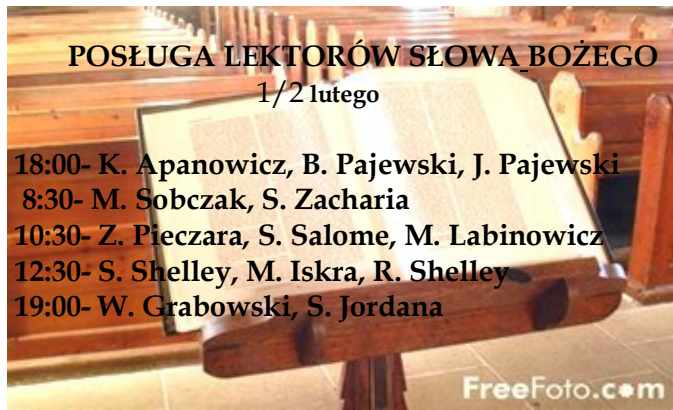 POSŁUGA LEKTORÓW SŁOWA BOŻEGO
1/2 lutego
18:00- K. Apanowicz, B. Pajewski, J. Pajewski
8:30- M. Sobczak, S. Zacharia
10:30- Z. Pieczara, S. Salome, M. Labinowicz
12:30- S. Shelley, M. Iskra, R. Shelley
19:00- W. Grabowski, S. Jordana
FreeFoto.com